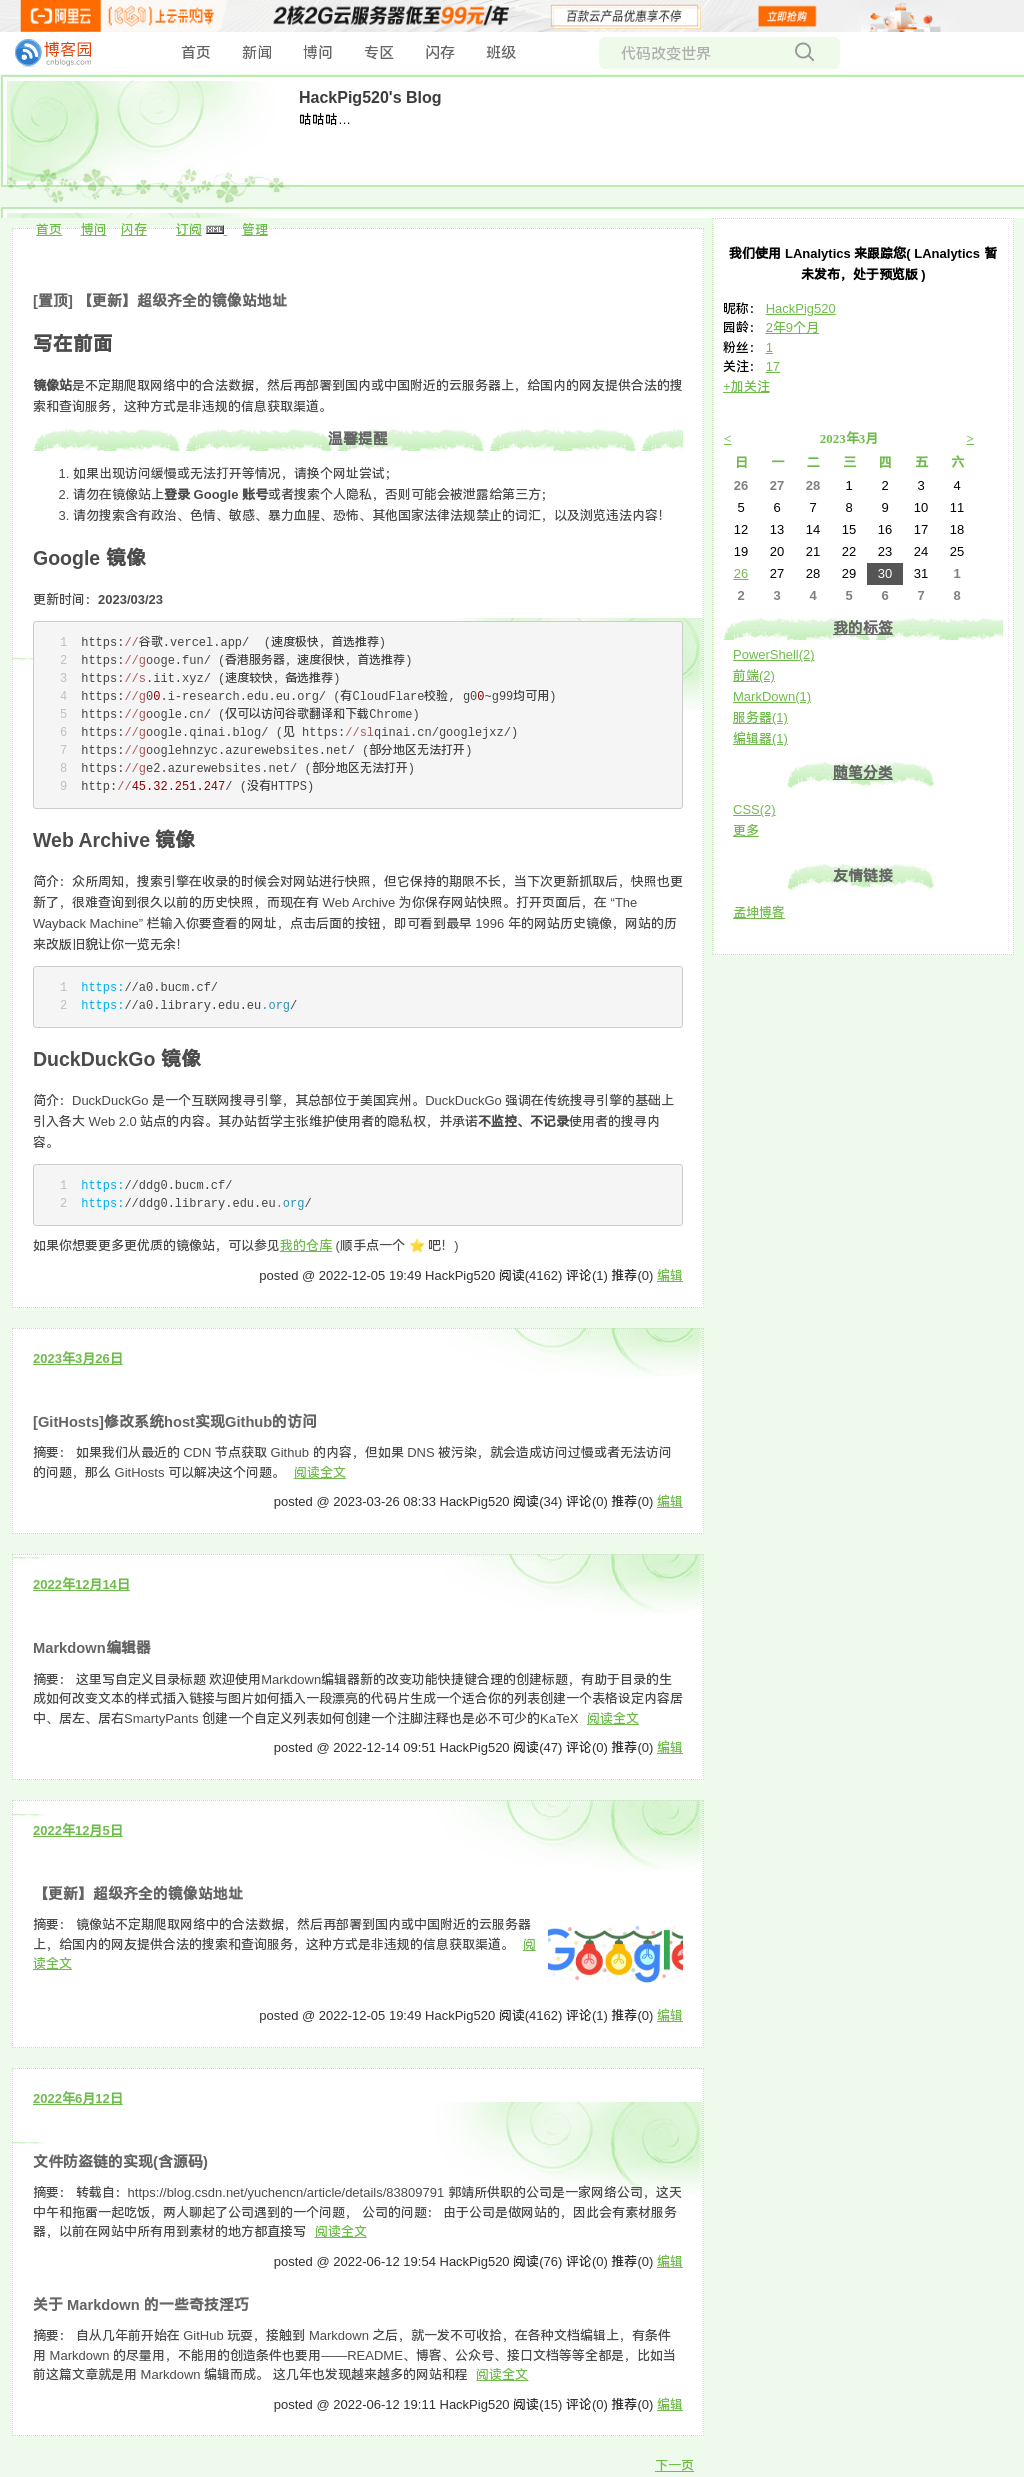 阿里云 上云采购季 2核2G云服务器低至99元/年 百款云产品优惠享不停 立即抢购
博客园 cnblogs.com 首页 新闻 博问 专区 闪存 班级 代码改变世界
HackPig520's Blog
咕咕咕...
首页 博问 闪存 订阅 XML 管理
[置顶] 【更新】超级齐全的镜像站地址
写在前面
镜像站是不定期爬取网络中的合法数据，然后再部署到国内或中国附近的云服务器上，给国内的网友提供合法的搜
索和查询服务，这种方式是非违规的信息获取渠道。
温馨提醒
1. 如果出现访问缓慢或无法打开等情况，请换个网址尝试；
2. 请勿在镜像站上登录 Google 账号或者搜索个人隐私，否则可能会被泄露给第三方；
3. 请勿搜索含有政治、色情、敏感、暴力血腥、恐怖、其他国家法律法规禁止的词汇，以及浏览违法内容！
Google 镜像
更新时间：2023/03/23
1 https://谷歌.vercel.app/  (速度极快, 首选推荐)
2 https://googe.fun/ (香港服务器, 速度很快, 首选推荐)
3 https://s.iit.xyz/ (速度较快, 备选推荐)
4 https://g00.i-research.edu.eu.org/ (有CloudFlare校验, g00~g99均可用)
5 https://google.cn/ (仅可以访问谷歌翻译和下载Chrome)
6 https://google.qinai.blog/ (见 https://slqinai.cn/googlejxz/)
7 https://googlehnzyc.azurewebsites.net/ (部分地区无法打开)
8 https://ge2.azurewebsites.net/ (部分地区无法打开)
9 http://45.32.251.247/ (没有HTTPS)
Web Archive 镜像
简介：众所周知，搜索引擎在收录的时候会对网站进行快照，但它保持的期限不长，当下次更新抓取后，快照也更
新了，很难查询到很久以前的历史快照，而现在有 Web Archive 为你保存网站快照。打开页面后，在 “The
Wayback Machine” 栏输入你要查看的网址，点击后面的按钮，即可看到最早 1996 年的网站历史镜像，网站的历
来改版旧貌让你一览无余！
1 https://a0.bucm.cf/
2 https://a0.library.edu.eu.org/
DuckDuckGo 镜像
简介：DuckDuckGo 是一个互联网搜寻引擎，其总部位于美国宾州。DuckDuckGo 强调在传统搜寻引擎的基础上
引入各大 Web 2.0 站点的内容。其办站哲学主张维护使用者的隐私权，并承诺不监控、不记录使用者的搜寻内
容。
1 https://ddg0.bucm.cf/
2 https://ddg0.library.edu.eu.org/
如果你想要更多更优质的镜像站，可以参见我的仓库 (顺手点一个 ⭐ 吧！)
posted @ 2022-12-05 19:49 HackPig520 阅读(4162) 评论(1) 推荐(0) 编辑
2023年3月26日
[GitHosts]修改系统host实现Github的访问
摘要： 如果我们从最近的 CDN 节点获取 Github 的内容，但如果 DNS 被污染，就会造成访问过慢或者无法访问
的问题，那么 GitHosts 可以解决这个问题。 阅读全文
posted @ 2023-03-26 08:33 HackPig520 阅读(34) 评论(0) 推荐(0) 编辑
2022年12月14日
Markdown编辑器
摘要： 这里写自定义目录标题 欢迎使用Markdown编辑器新的改变功能快捷键合理的创建标题，有助于目录的生
成如何改变文本的样式插入链接与图片如何插入一段漂亮的代码片生成一个适合你的列表创建一个表格设定内容居
中、居左、居右SmartyPants 创建一个自定义列表如何创建一个注脚注释也是必不可少的KaTeX 阅读全文
posted @ 2022-12-14 09:51 HackPig520 阅读(47) 评论(0) 推荐(0) 编辑
2022年12月5日
【更新】超级齐全的镜像站地址
摘要： 镜像站不定期爬取网络中的合法数据，然后再部署到国内或中国附近的云服务器
上，给国内的网友提供合法的搜索和查询服务，这种方式是非违规的信息获取渠道。 阅
读全文
Google
posted @ 2022-12-05 19:49 HackPig520 阅读(4162) 评论(1) 推荐(0) 编辑
2022年6月12日
文件防盗链的实现(含源码)
摘要： 转载自：https://blog.csdn.net/yuchencn/article/details/83809791 郭靖所供职的公司是一家网络公司，这天
中午和拖雷一起吃饭，两人聊起了公司遇到的一个问题， 公司的问题： 由于公司是做网站的，因此会有素材服务
器，以前在网站中所有用到素材的地方都直接写 阅读全文
posted @ 2022-06-12 19:54 HackPig520 阅读(76) 评论(0) 推荐(0) 编辑
关于 Markdown 的一些奇技淫巧
摘要： 自从几年前开始在 GitHub 玩耍，接触到 Markdown 之后，就一发不可收拾，在各种文档编辑上，有条件
用 Markdown 的尽量用，不能用的创造条件也要用——README、博客、公众号、接口文档等等全都是，比如当
前这篇文章就是用 Markdown 编辑而成。 这几年也发现越来越多的网站和程 阅读全文
posted @ 2022-06-12 19:11 HackPig520 阅读(15) 评论(0) 推荐(0) 编辑
下一页
我们使用 LAnalytics 来跟踪您( LAnalytics 暂
未发布，处于预览版 )
昵称： HackPig520
园龄： 2年9个月
粉丝： 1
关注： 17
+加关注
< 2023年3月 >
日 一 二 三 四 五 六
26 27 28 1 2 3 4
5 6 7 8 9 10 11
12 13 14 15 16 17 18
19 20 21 22 23 24 25
26 27 28 29 30 31 1
2 3 4 5 6 7 8
我的标签
PowerShell(2)
前端(2)
MarkDown(1)
服务器(1)
编辑器(1)
随笔分类
CSS(2)
更多
友情链接
孟坤博客